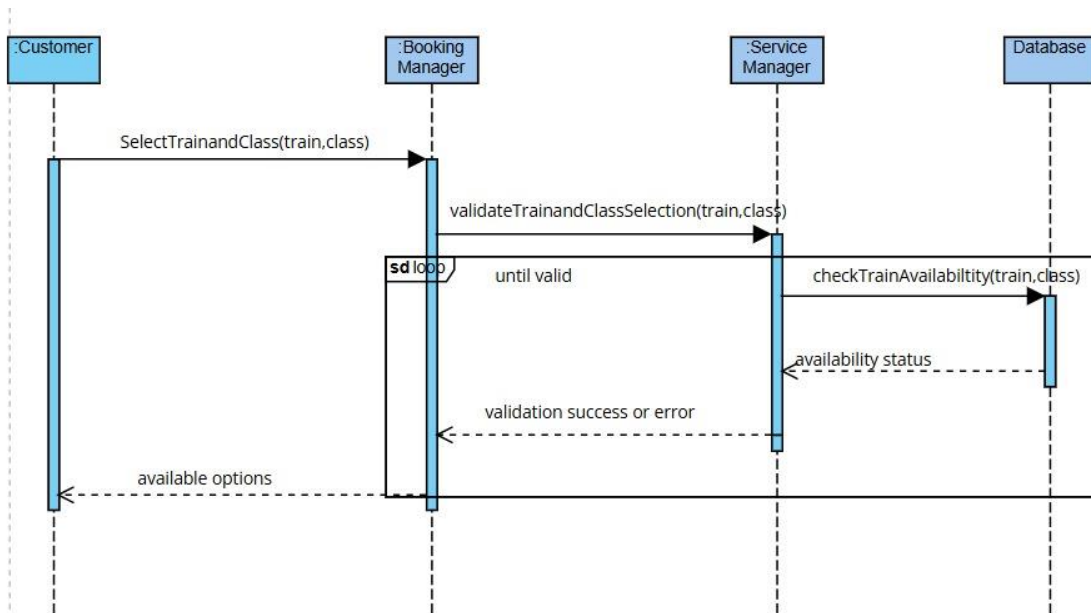 :Customer
:Booking
Manager
:Service
Manager
Database
SelectTrainandClass(train,class)
validateTrainandClassSelection(train,class)
sd loop
until valid
checkTrainAvailabiltity(train,class)
availability status
validation success or error
available options